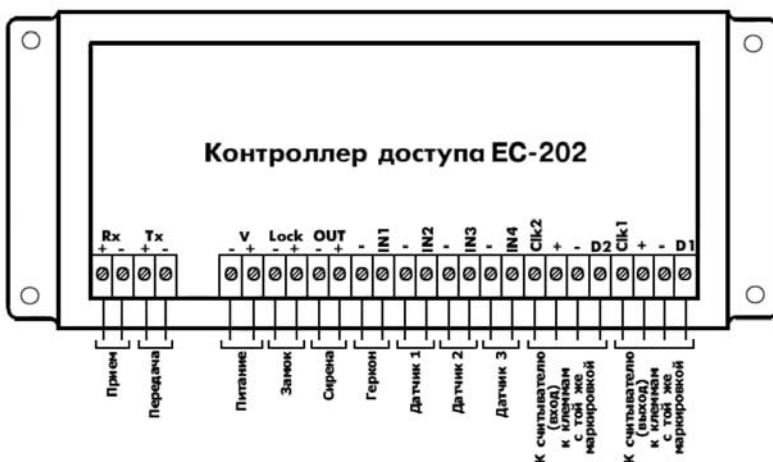 Контроллер доступа EC-202
Rx Tx V Lock OUT - IN1 - IN2 - IN3 - IN4 Clk2 + - D2 Clk1 + - D1
+ - + - - + - + - +
Прием
Передача
Питание
Замок
Сирена
Геркон
Датчик 1
Датчик 2
Датчик 3
К считывателю
(вход)
к клеммам
с той же
маркировкой
К считывателю
(выход)
к клеммам
с той же
маркировкой